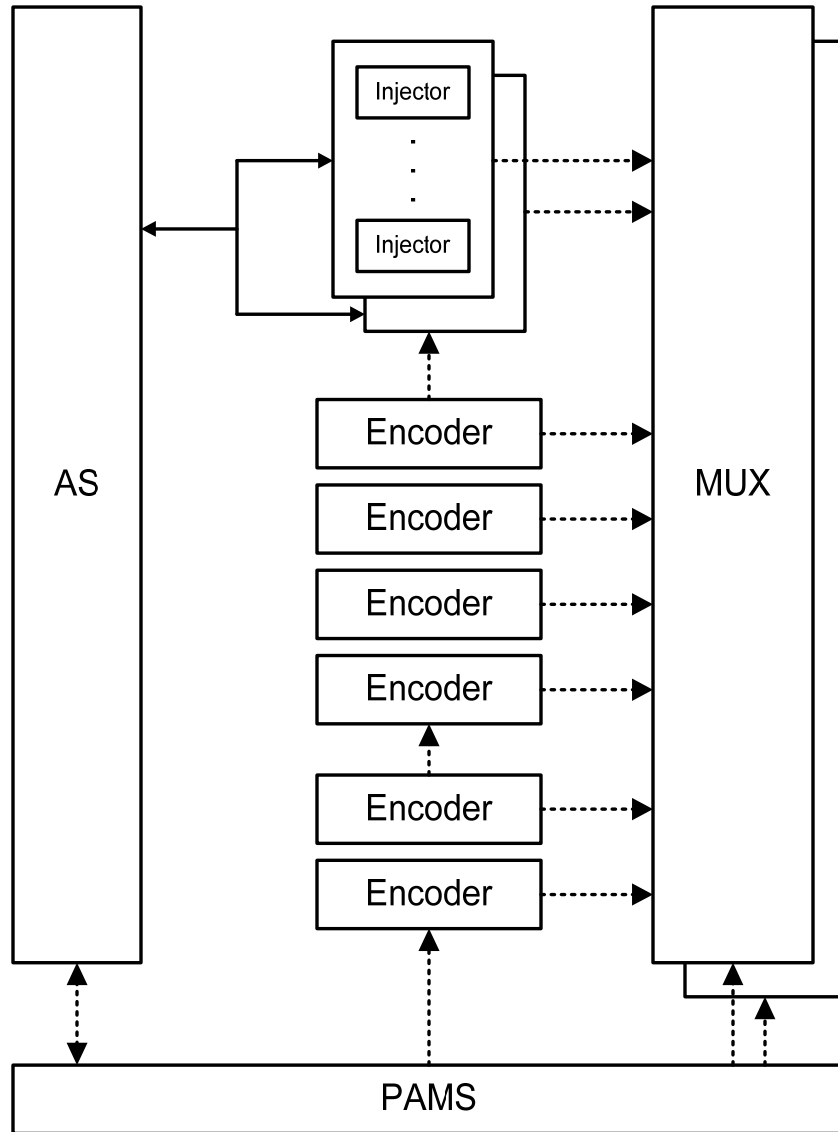 Injector
.
.
.
Injector
AS
MUX
Encoder
Encoder
Encoder
Encoder
Encoder
Encoder
PAMS